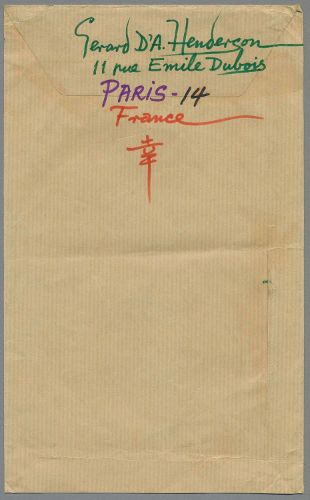 Gerard D'A. Henderson
11 rue Emile Dubois
PARIS-14
France
幸